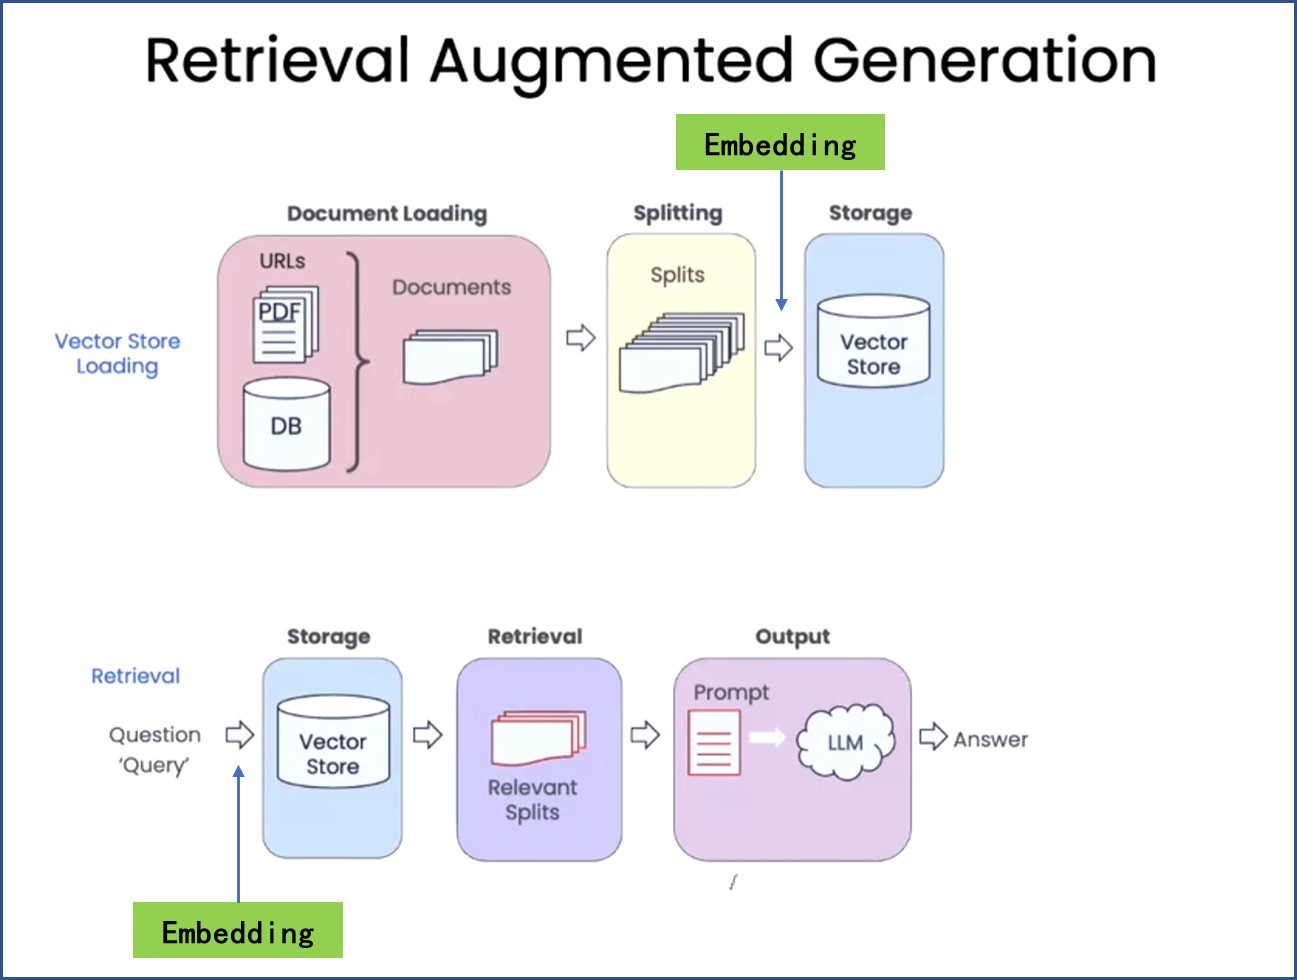 Retrieval Augmented Generation
Embedding
Document Loading
Splitting
Storage
URLs
PDF
DB
Documents
Splits
Vector
Store
Vector Store
Loading
Storage
Retrieval
Output
Retrieval
Question
‘Query’
Vector
Store
Relevant
Splits
Prompt
LLM
Answer
/
Embedding